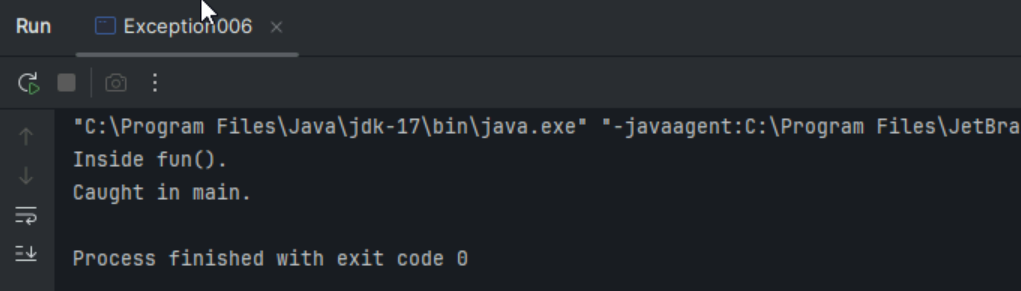 Run Exception006
"C:\Program Files\Java\jdk-17\bin\java.exe" "-javaagent:C:\Program Files\JetBra
Inside fun().
Caught in main.
Process finished with exit code 0